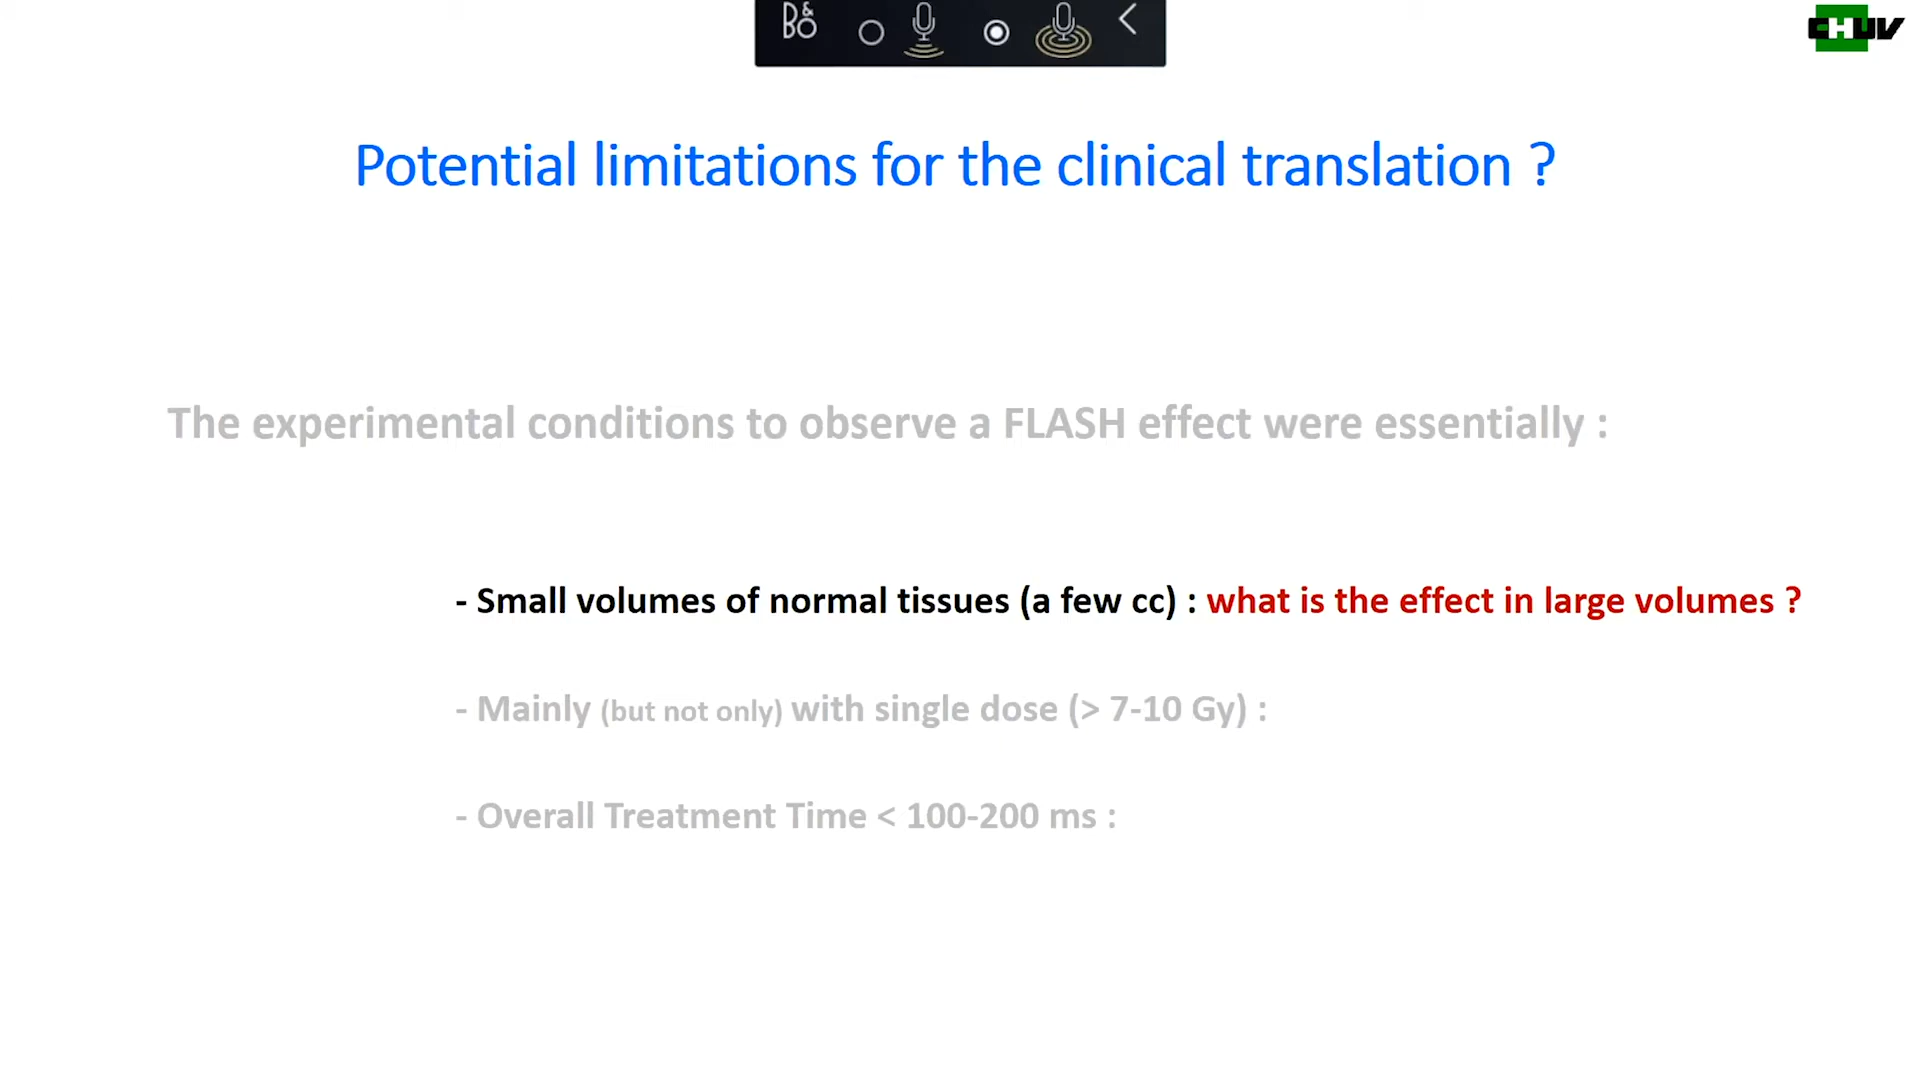 B&O
CHUV
Potential limitations for the clinical translation ?
The experimental conditions to observe a FLASH effect were essentially :
- Small volumes of normal tissues (a few cc) : what is the effect in large volumes ?
- Mainly (but not only) with single dose (> 7-10 Gy) :
- Overall Treatment Time < 100-200 ms :